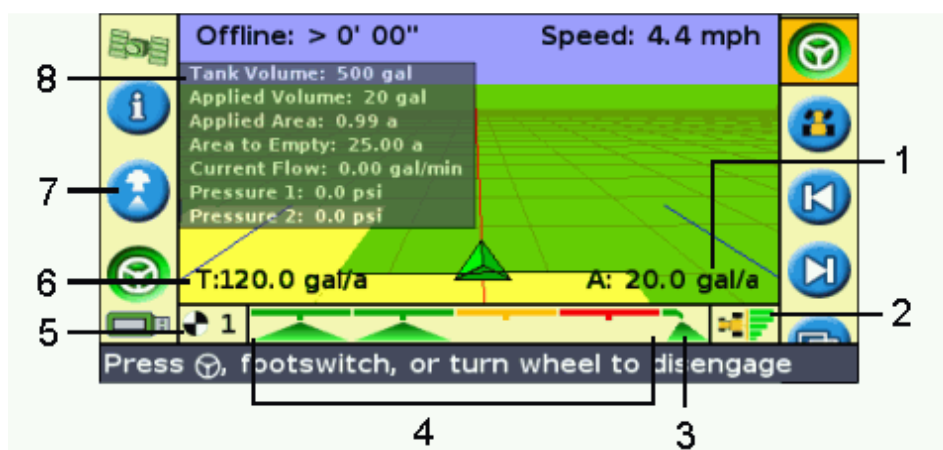 Offline: > 0' 00" Speed: 4.4 mph
8
Tank Volume: 500 gal
Applied Volume: 20 gal
Applied Area: 0.99 a
Area to Empty: 25.00 a
Current Flow: 0.00 gal/min
Pressure 1: 0.0 psi
Pressure 2: 0.0 psi
i
1
7
6
T:120.0 gal/a A: 20.0 gal/a
5
1
2
Press , footswitch, or turn wheel to disengage
4
3